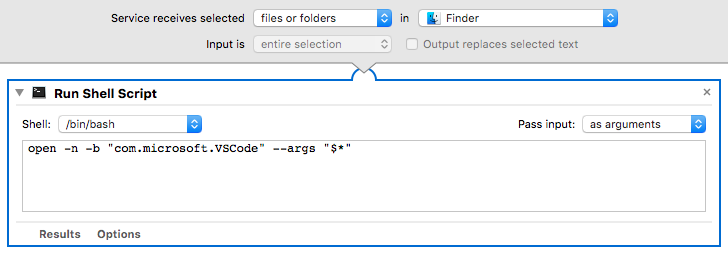 Service receives selected files or folders in Finder
Input is entire selection Output replaces selected text
Run Shell Script
Shell: /bin/bash Pass input: as arguments
open -n -b "com.microsoft.VSCode" --args "$*"
Results Options